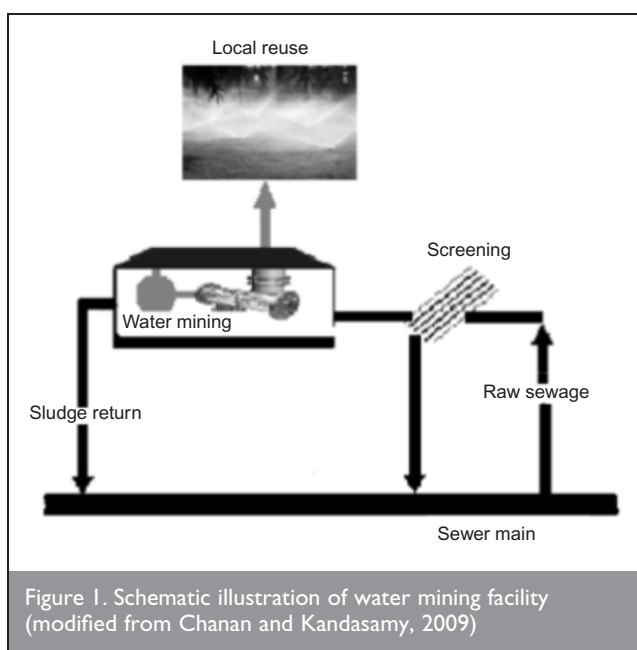 Local reuse
Screening
Water mining
Sludge return
Raw sewage
Sewer main
Figure 1. Schematic illustration of water mining facility
(modified from Chanan and Kandasamy, 2009)